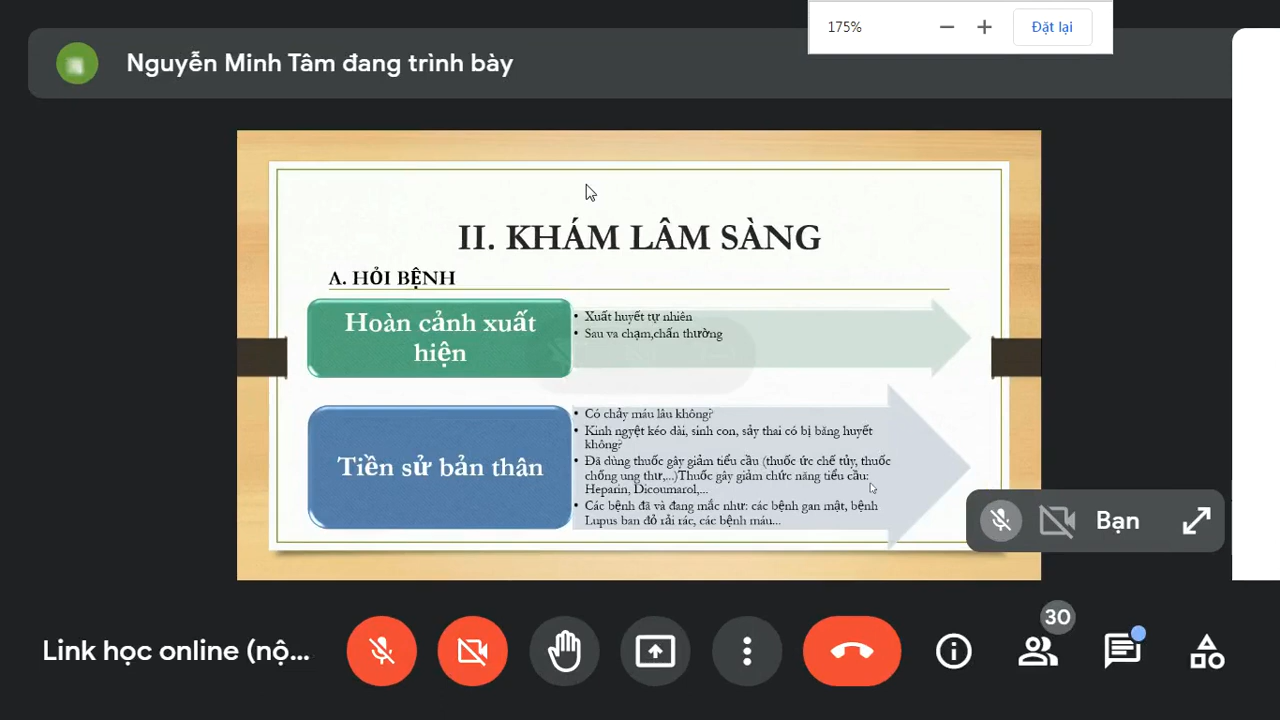 175%
Đặt lại
Nguyễn Minh Tâm đang trình bày
II. KHÁM LÂM SÀNG
A. HỎI BỆNH
Hoàn cảnh xuất
hiện
• Xuất huyết tự nhiên
• Sau va chạm,chấn thường
Tiền sử bản thân
• Có chảy máu lâu không?
• Kinh ngyệt kéo dài, sinh con, sảy thai có bị băng huyết
không?
• Đã dùng thuốc gây giảm tiểu cầu (thuốc ức chế tủy, thuốc
chống ung thư,...)Thuốc gây giảm chức năng tiểu cầu:
Heparin, Dicoumarol,...
• Các bệnh đã và đang mắc như: các bệnh gan mật, bệnh
Lupus ban đỏ rải rác, các bệnh máu...
Bạn
30
Link học online (nộ...